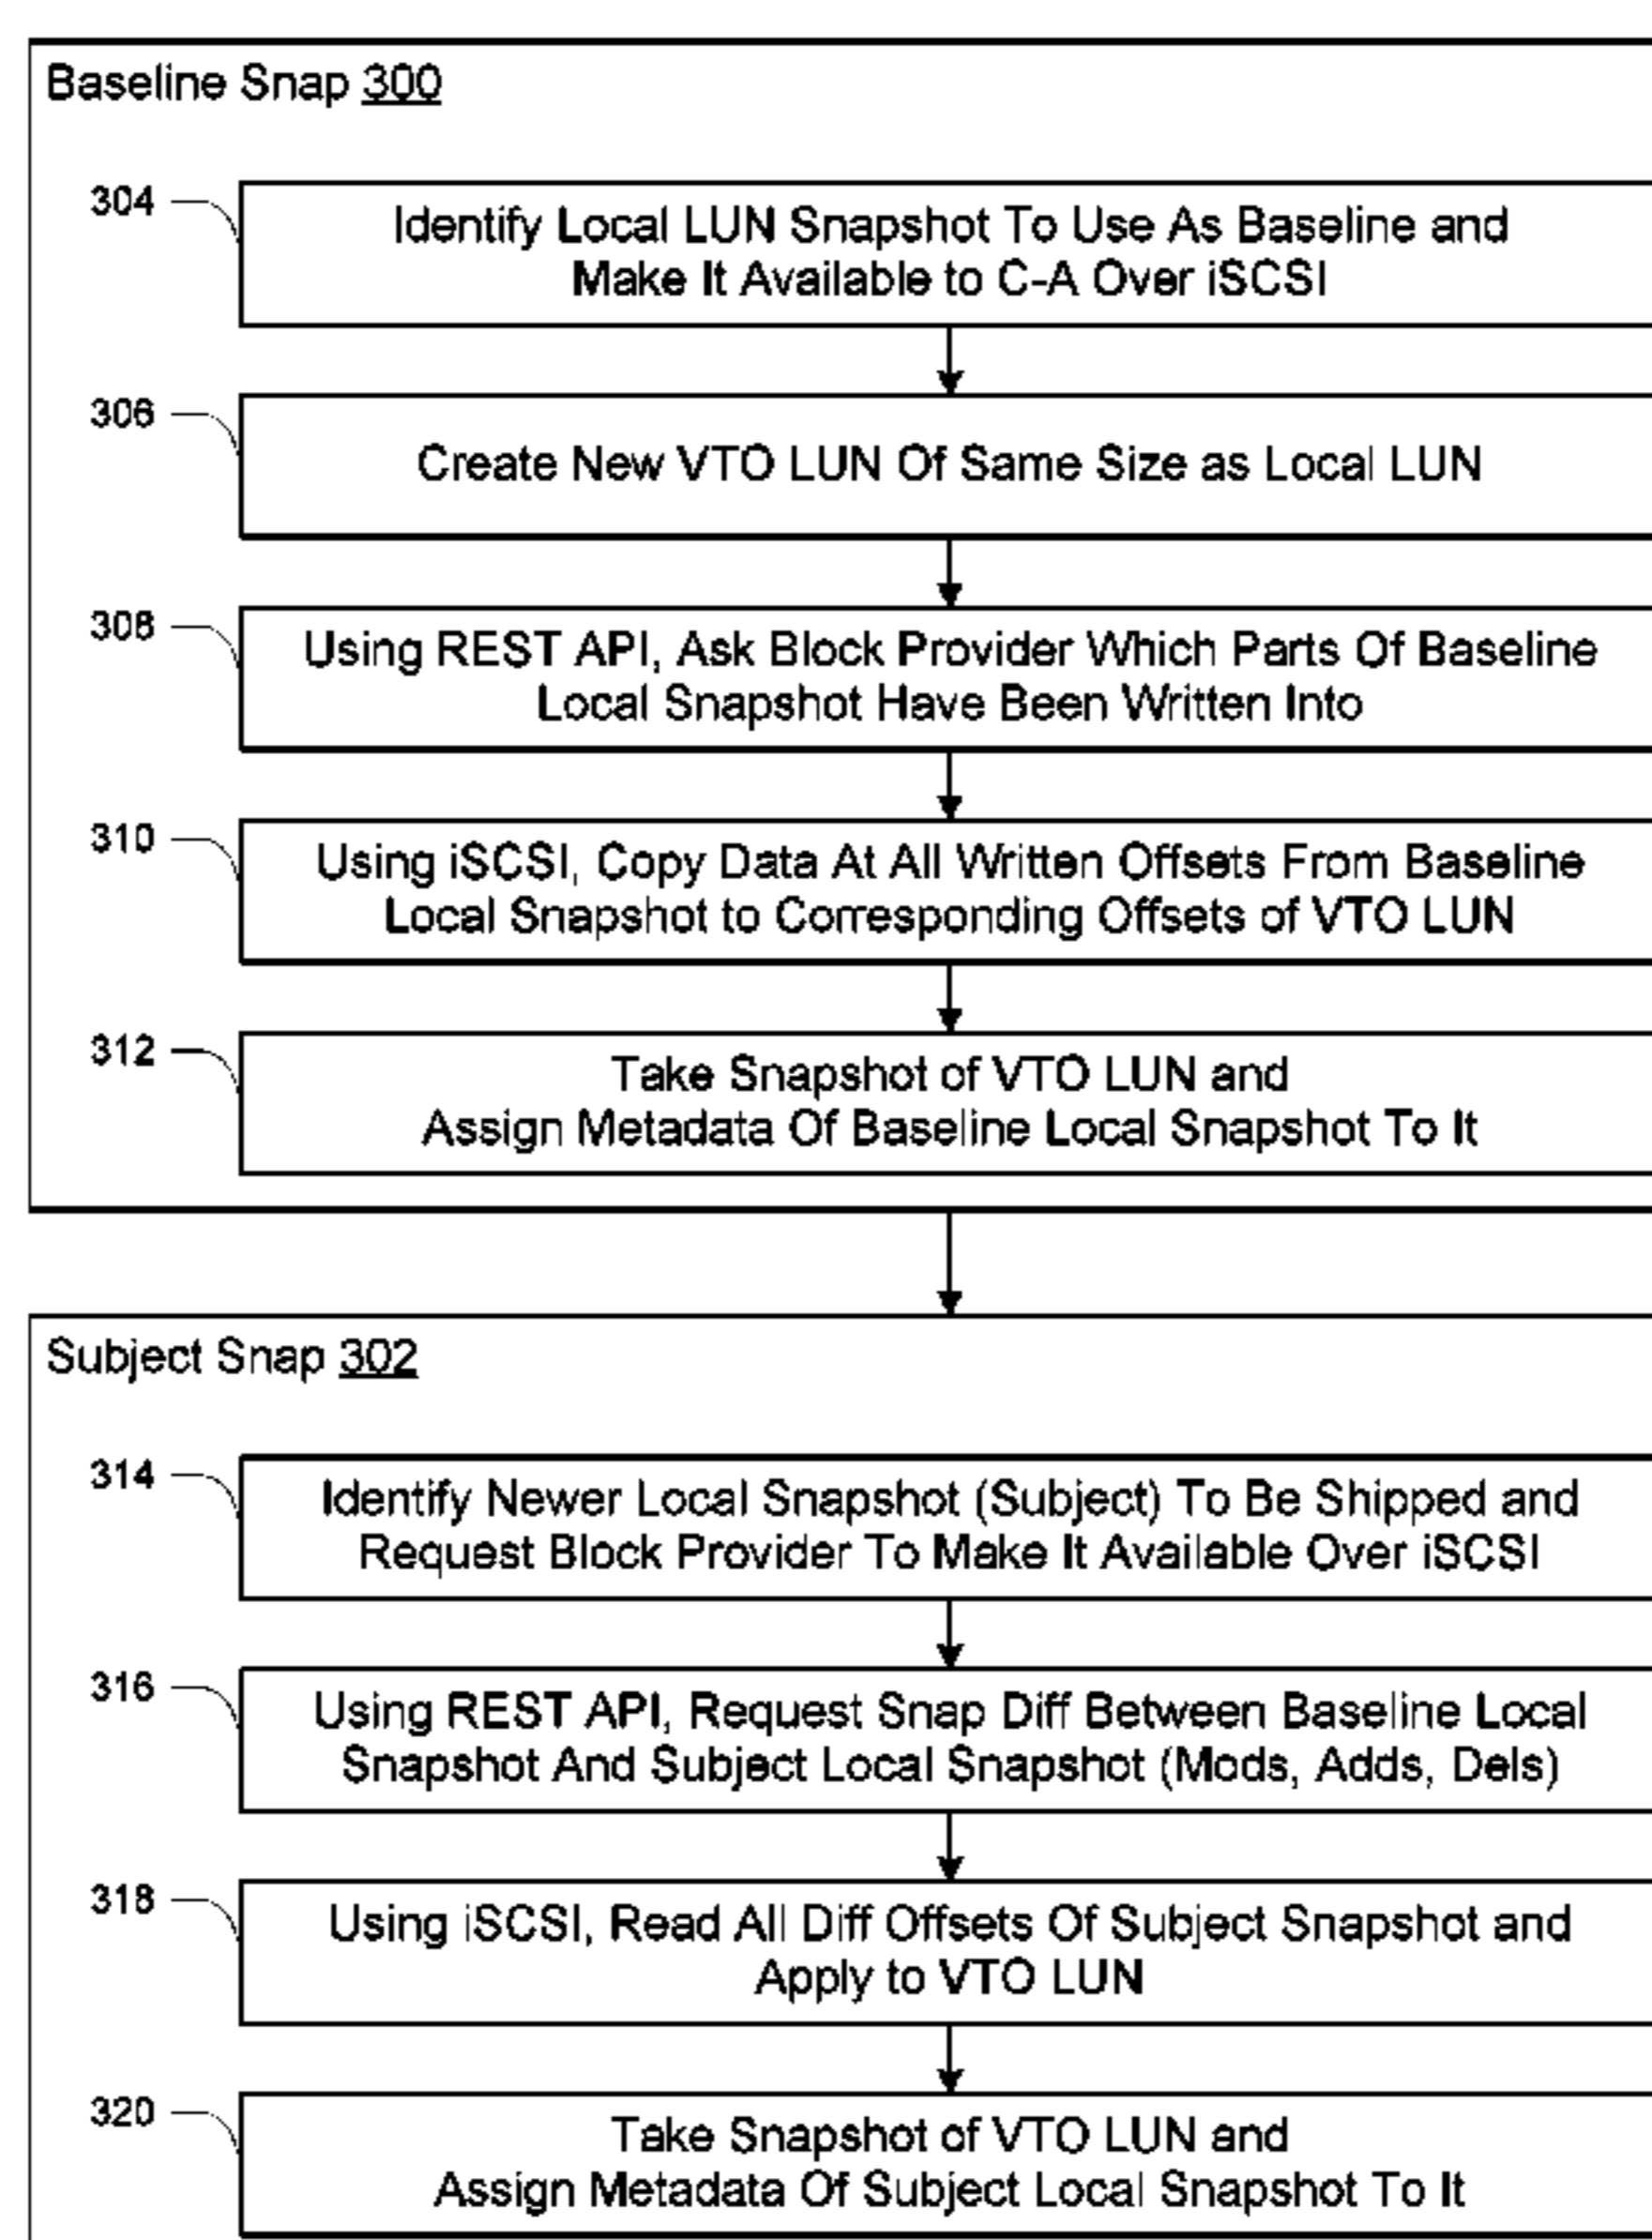 Baseline Snap 300
304
Identify Local LUN Snapshot To Use As Baseline and
Make It Available to C-A Over iSCSI
306
Create New VTO LUN Of Same Size as Local LUN
308
Using REST API, Ask Block Provider Which Parts Of Baseline
Local Snapshot Have Been Written Into
310
Using iSCSI, Copy Data At All Written Offsets From Baseline
Local Snapshot to Corresponding Offsets of VTO LUN
312
Take Snapshot of VTO LUN and
Assign Metadata Of Baseline Local Snapshot To It
Subject Snap 302
314
Identify Newer Local Snapshot (Subject) To Be Shipped and
Request Block Provider To Make It Available Over iSCSI
316
Using REST API, Request Snap Diff Between Baseline Local
Snapshot And Subject Local Snapshot (Mods, Adds, Dels)
318
Using iSCSI, Read All Diff Offsets Of Subject Snapshot and
Apply to VTO LUN
320
Take Snapshot of VTO LUN and
Assign Metadata Of Subject Local Snapshot To It